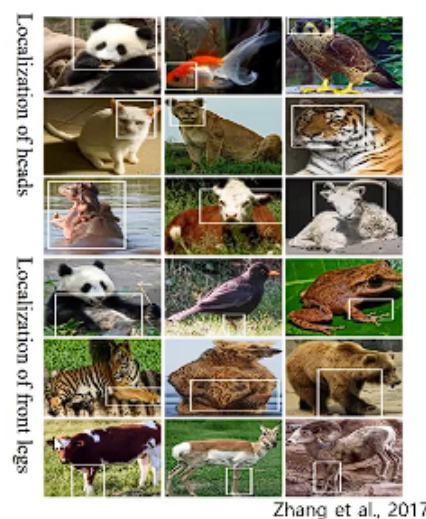 Localization of heads
Localization of front legs
Zhang et al., 2017